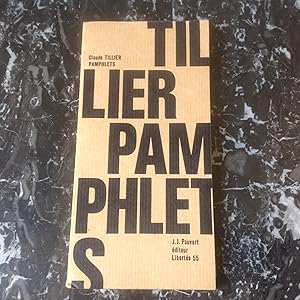 Claude TILLIER
PAMPHLETS
TIL
LIER
PAM
PHLET
S
J.J. Pauvert
éditeur
Libertés 55